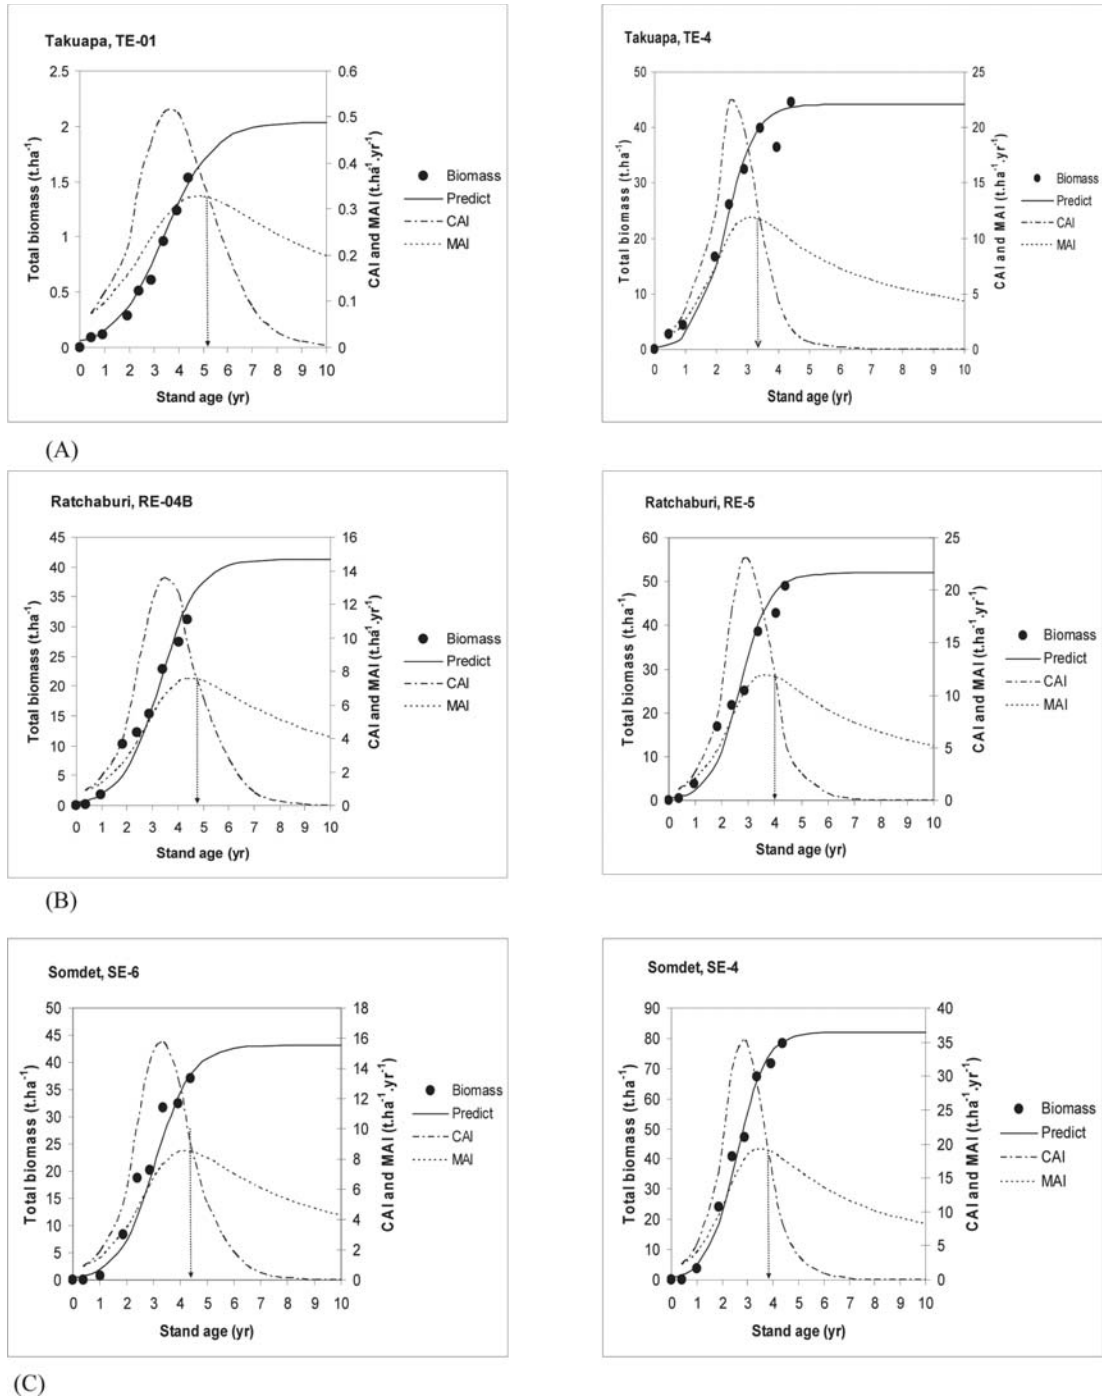 Takuapa, TE-01
Total biomass (t.ha-1)
2.5
2
1.5
1
0.5
0
0.6
0.5
0.4
0.3
0.2
0.1
0
CAI and MAI (t.ha-1.yr-1)
0 1 2 3 4 5 6 7 8 9 10
Stand age (yr)
Biomass
Predict
CAI
MAI
Takuapa, TE-4
Total biomass (t.ha-1)
50
40
30
20
10
0
25
20
15
10
5
0
CAI and MAI (t.ha-1.yr-1)
0 1 2 3 4 5 6 7 8 9 10
Stand age (yr)
Biomass
Predict
CAI
MAI
(A)
Ratchaburi, RE-04B
Total biomass (t.ha-1)
45
40
35
30
25
20
15
10
5
0
16
14
12
10
8
6
4
2
0
CAI and MAI (t.ha-1.yr-1)
0 1 2 3 4 5 6 7 8 9 10
Stand age (yr)
Biomass
Predict
CAI
MAI
Ratchaburi, RE-5
Total biomass (t.ha-1)
60
50
40
30
20
10
0
25
20
15
10
5
0
CAI and MAI (t.ha-1.yr-1)
0 1 2 3 4 5 6 7 8 9 10
Stand age (yr)
Biomass
Predict
CAI
MAI
(B)
Somdet, SE-6
Total biomass (t.ha-1)
50
45
40
35
30
25
20
15
10
5
0
18
16
14
12
10
8
6
4
2
0
CAI and MAI (t.ha-1.yr-1)
0 1 2 3 4 5 6 7 8 9 10
Stand age (yr)
Biomass
Predict
CAI
MAI
Somdet, SE-4
Total biomass (t.ha-1)
90
80
70
60
50
40
30
20
10
0
40
35
30
25
20
15
10
5
0
CAI and MAI (t.ha-1.yr-1)
0 1 2 3 4 5 6 7 8 9 10
Stand age (yr)
Biomass
Predict
CAI
MAI
(C)